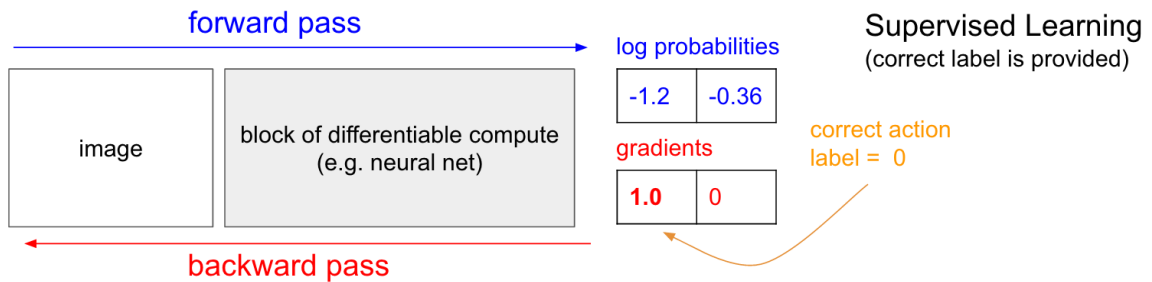 forward pass
Supervised Learning
(correct label is provided)
log probabilities
-1.2 -0.36
image
block of differentiable compute
(e.g. neural net)
correct action
label = 0
gradients
1.0 0
backward pass